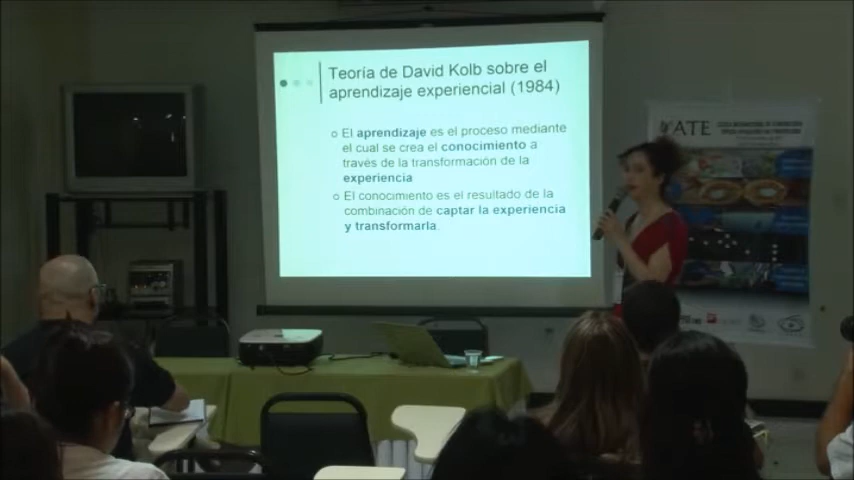 Teoría de David Kolb sobre el
aprendizaje experiencial (1984)
El aprendizaje es el proceso mediante
el cual se crea el conocimiento a
través de la transformación de la
experiencia
El conocimiento es el resultado de la
combinación de captar la experiencia
y transformarla.
ATE